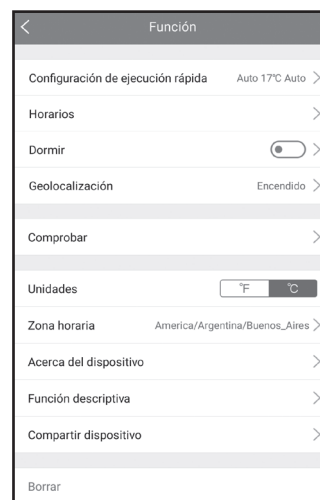 Función
Configuración de ejecución rápida Auto 17°C Auto
Horarios
Dormir
Geolocalización Encendido
Comprobar
Unidades °F °C
Zona horaria America/Argentina/Buenos_Aires
Acerca del dispositivo
Función descriptiva
Compartir dispositivo
Borrar